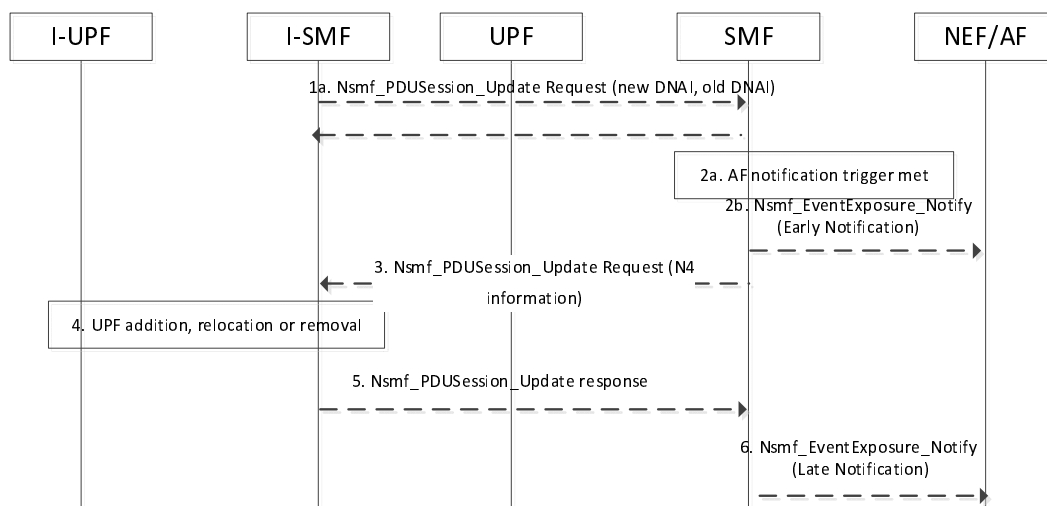 I-UPF
I-SMF
UPF
SMF
NEF/AF
1a. Nsmf_PDUSession_Update Request (new DNAI, old DNAI)
2a. AF notification trigger met
2b. Nsmf_EventExposure_Notify
(Early Notification)
3. Nsmf_PDUSession_Update Request (N4
information)
4. UPF addition, relocation or removal
5. Nsmf_PDUSession_Update response
6. Nsmf_EventExposure_Notify
(Late Notification)